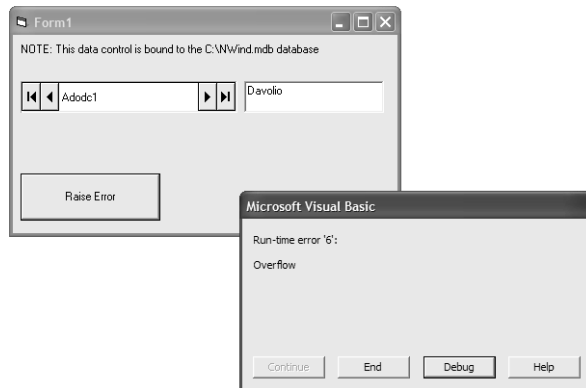 Form1
NOTE: This data control is bound to the C:\NWind.mdb database
Adodc1
Davolio
Raise Error
Microsoft Visual Basic
Run-time error '6':
Overflow
Continue End Debug Help